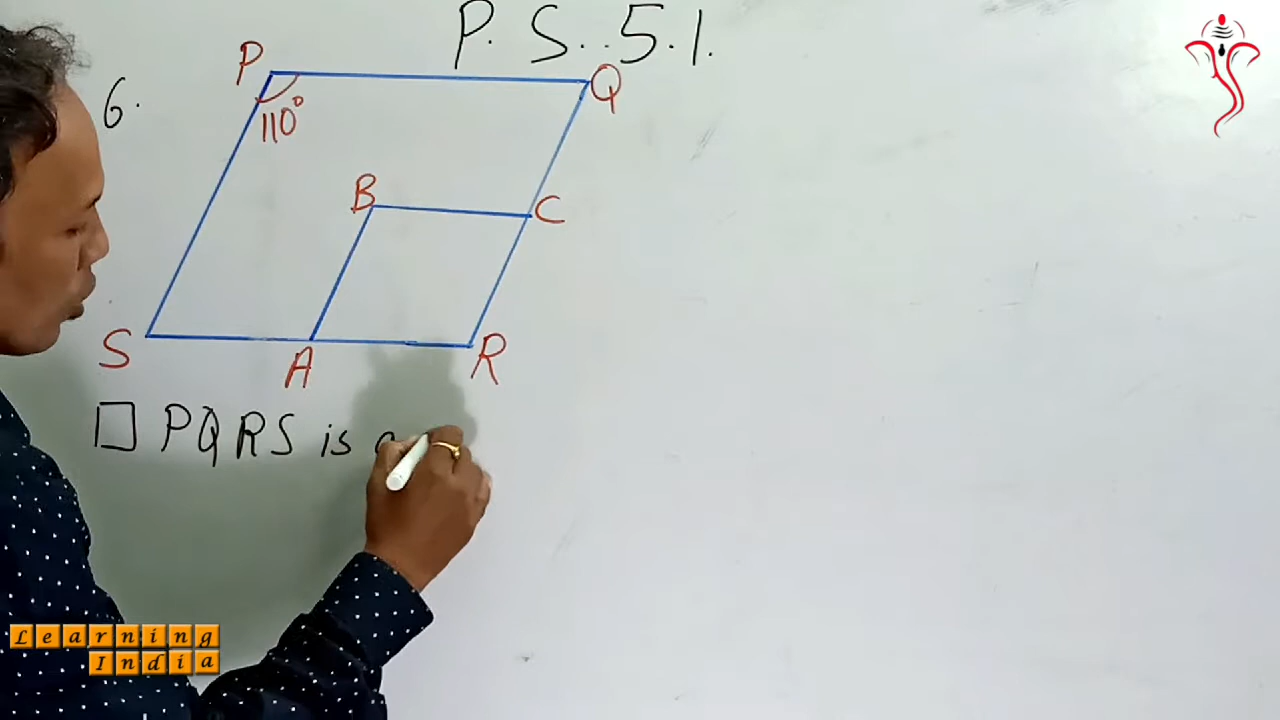 P. S. 5.1.
6.
P
Q
110°
B
C
S
A
R
□ PQRS is a
Learning
India